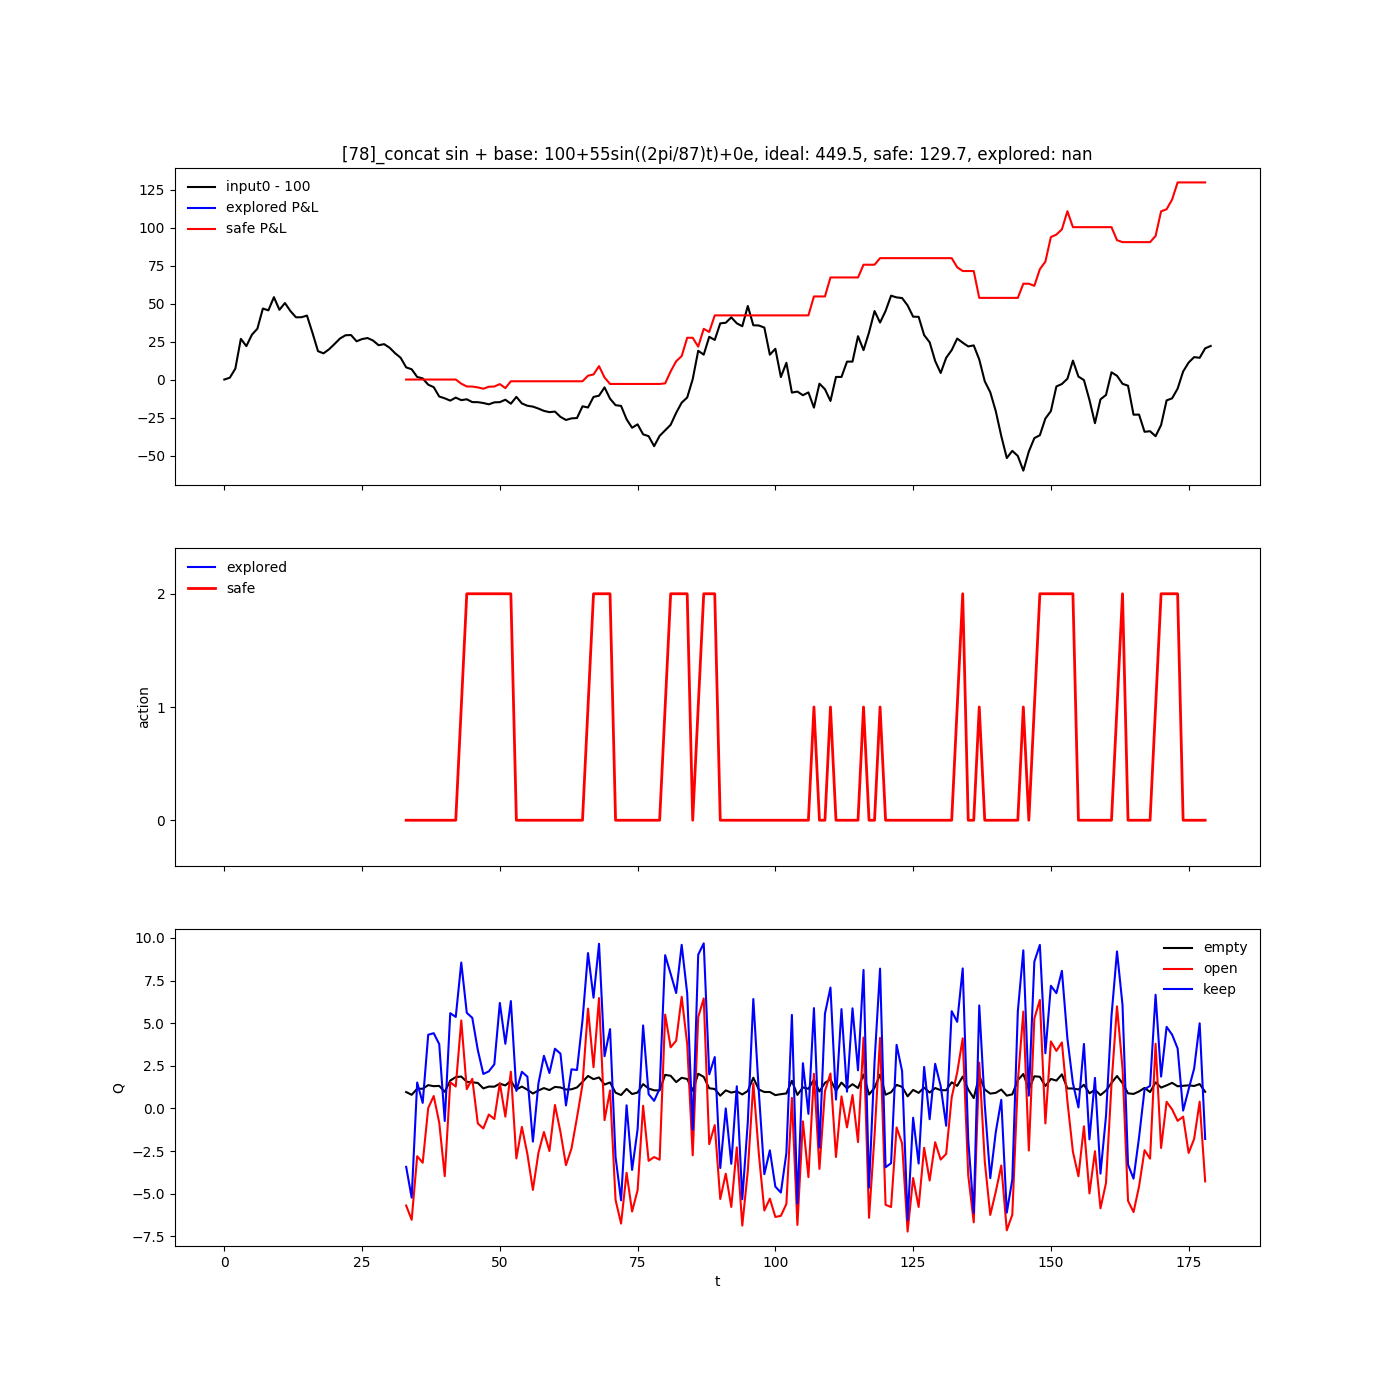 [78]_concat sin + base: 100+55sin((2pi/87)t)+0e, ideal: 449.5, safe: 129.7, explored: nan
input0 - 100
explored P&L
safe P&L
125
100
75
50
25
0
−25
−50
explored
safe
2
1
0
action
empty
open
keep
10.0
7.5
5.0
2.5
0.0
−2.5
−5.0
−7.5
Q
0 25 50 75 100 125 150 175
t